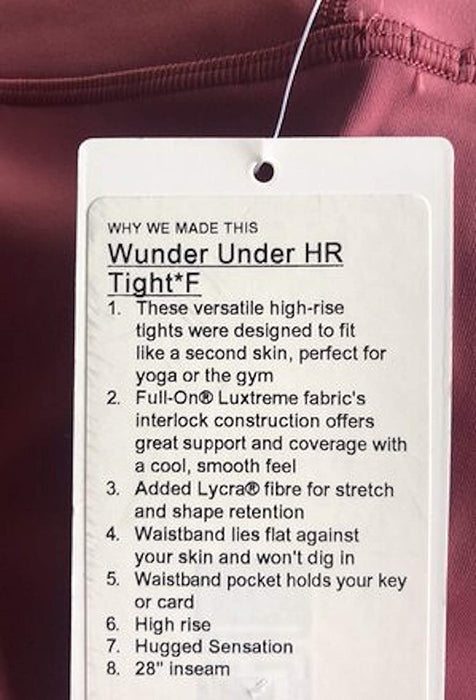 WHY WE MADE THIS
Wunder Under HR
Tight*F
1. These versatile high-rise
tights were designed to fit
like a second skin, perfect for
yoga or the gym
2. Full-On® Luxtreme fabric's
interlock construction offers
great support and coverage with
a cool, smooth feel
3. Added Lycra® fibre for stretch
and shape retention
4. Waistband lies flat against
your skin and won't dig in
5. Waistband pocket holds your key
or card
6. High rise
7. Hugged Sensation
8. 28" inseam